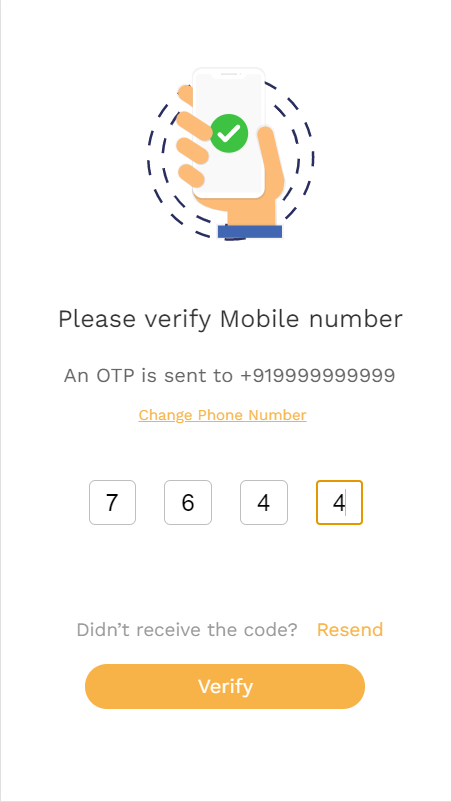 Please verify Mobile number
An OTP is sent to +919999999999
Change Phone Number
7 6 4 4
Didn’t receive the code? Resend
Verify